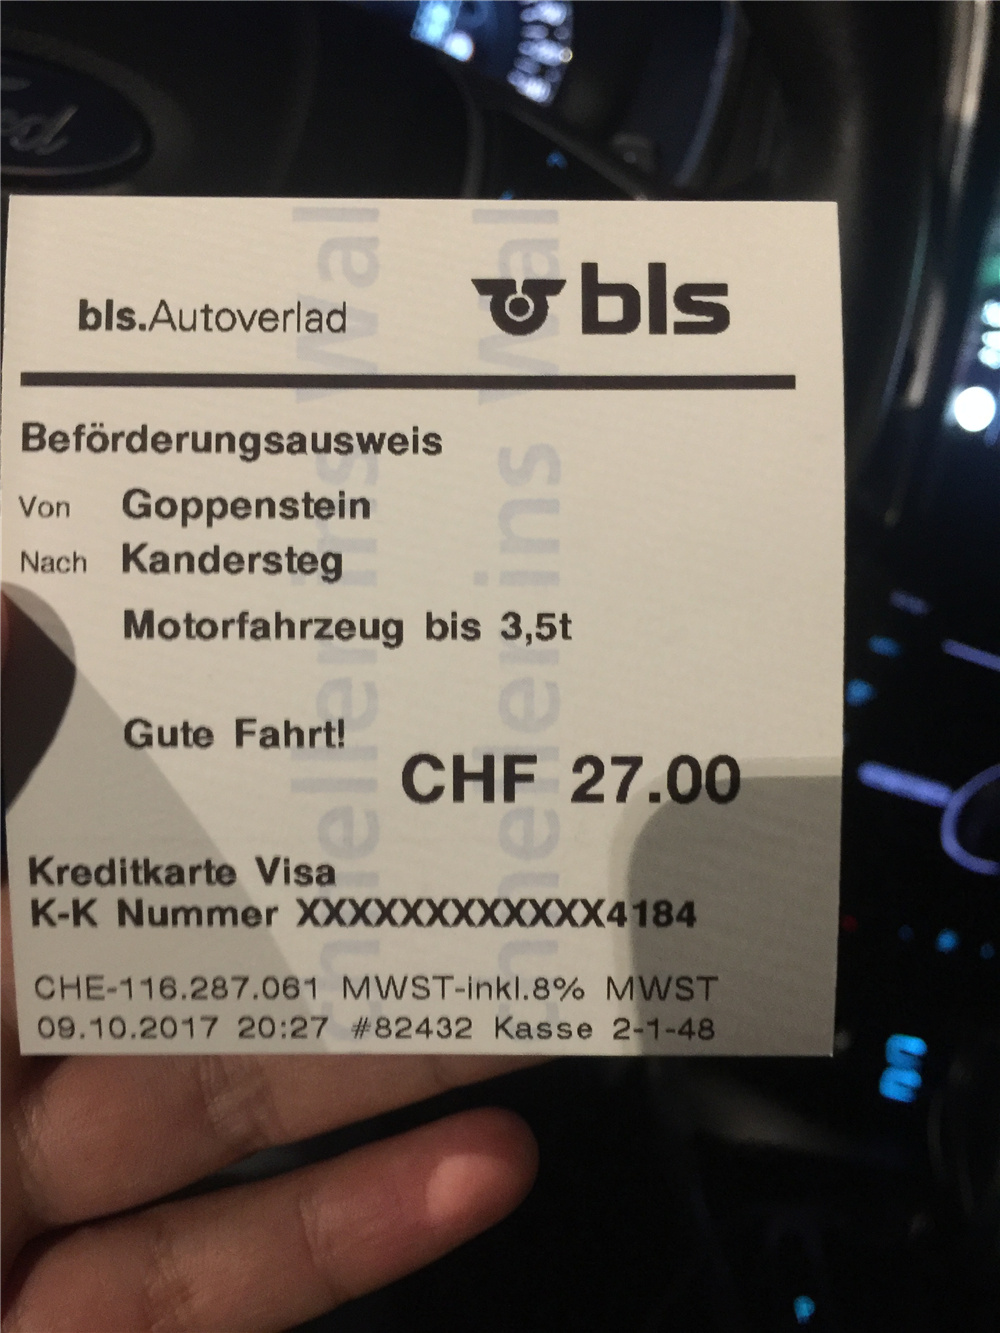 bls.Autoverlad
bls
Beförderungsausweis
Von Goppenstein
Nach Kandersteg
Motorfahrzeug bis 3,5t
Gute Fahrt!
CHF 27.00
Kreditkarte Visa
K-K Nummer XXXXXXXXXXXX4184
CHE-116.287.061 MWST-inkl.8% MWST
09.10.2017 20:27 #82432 Kasse 2-1-48